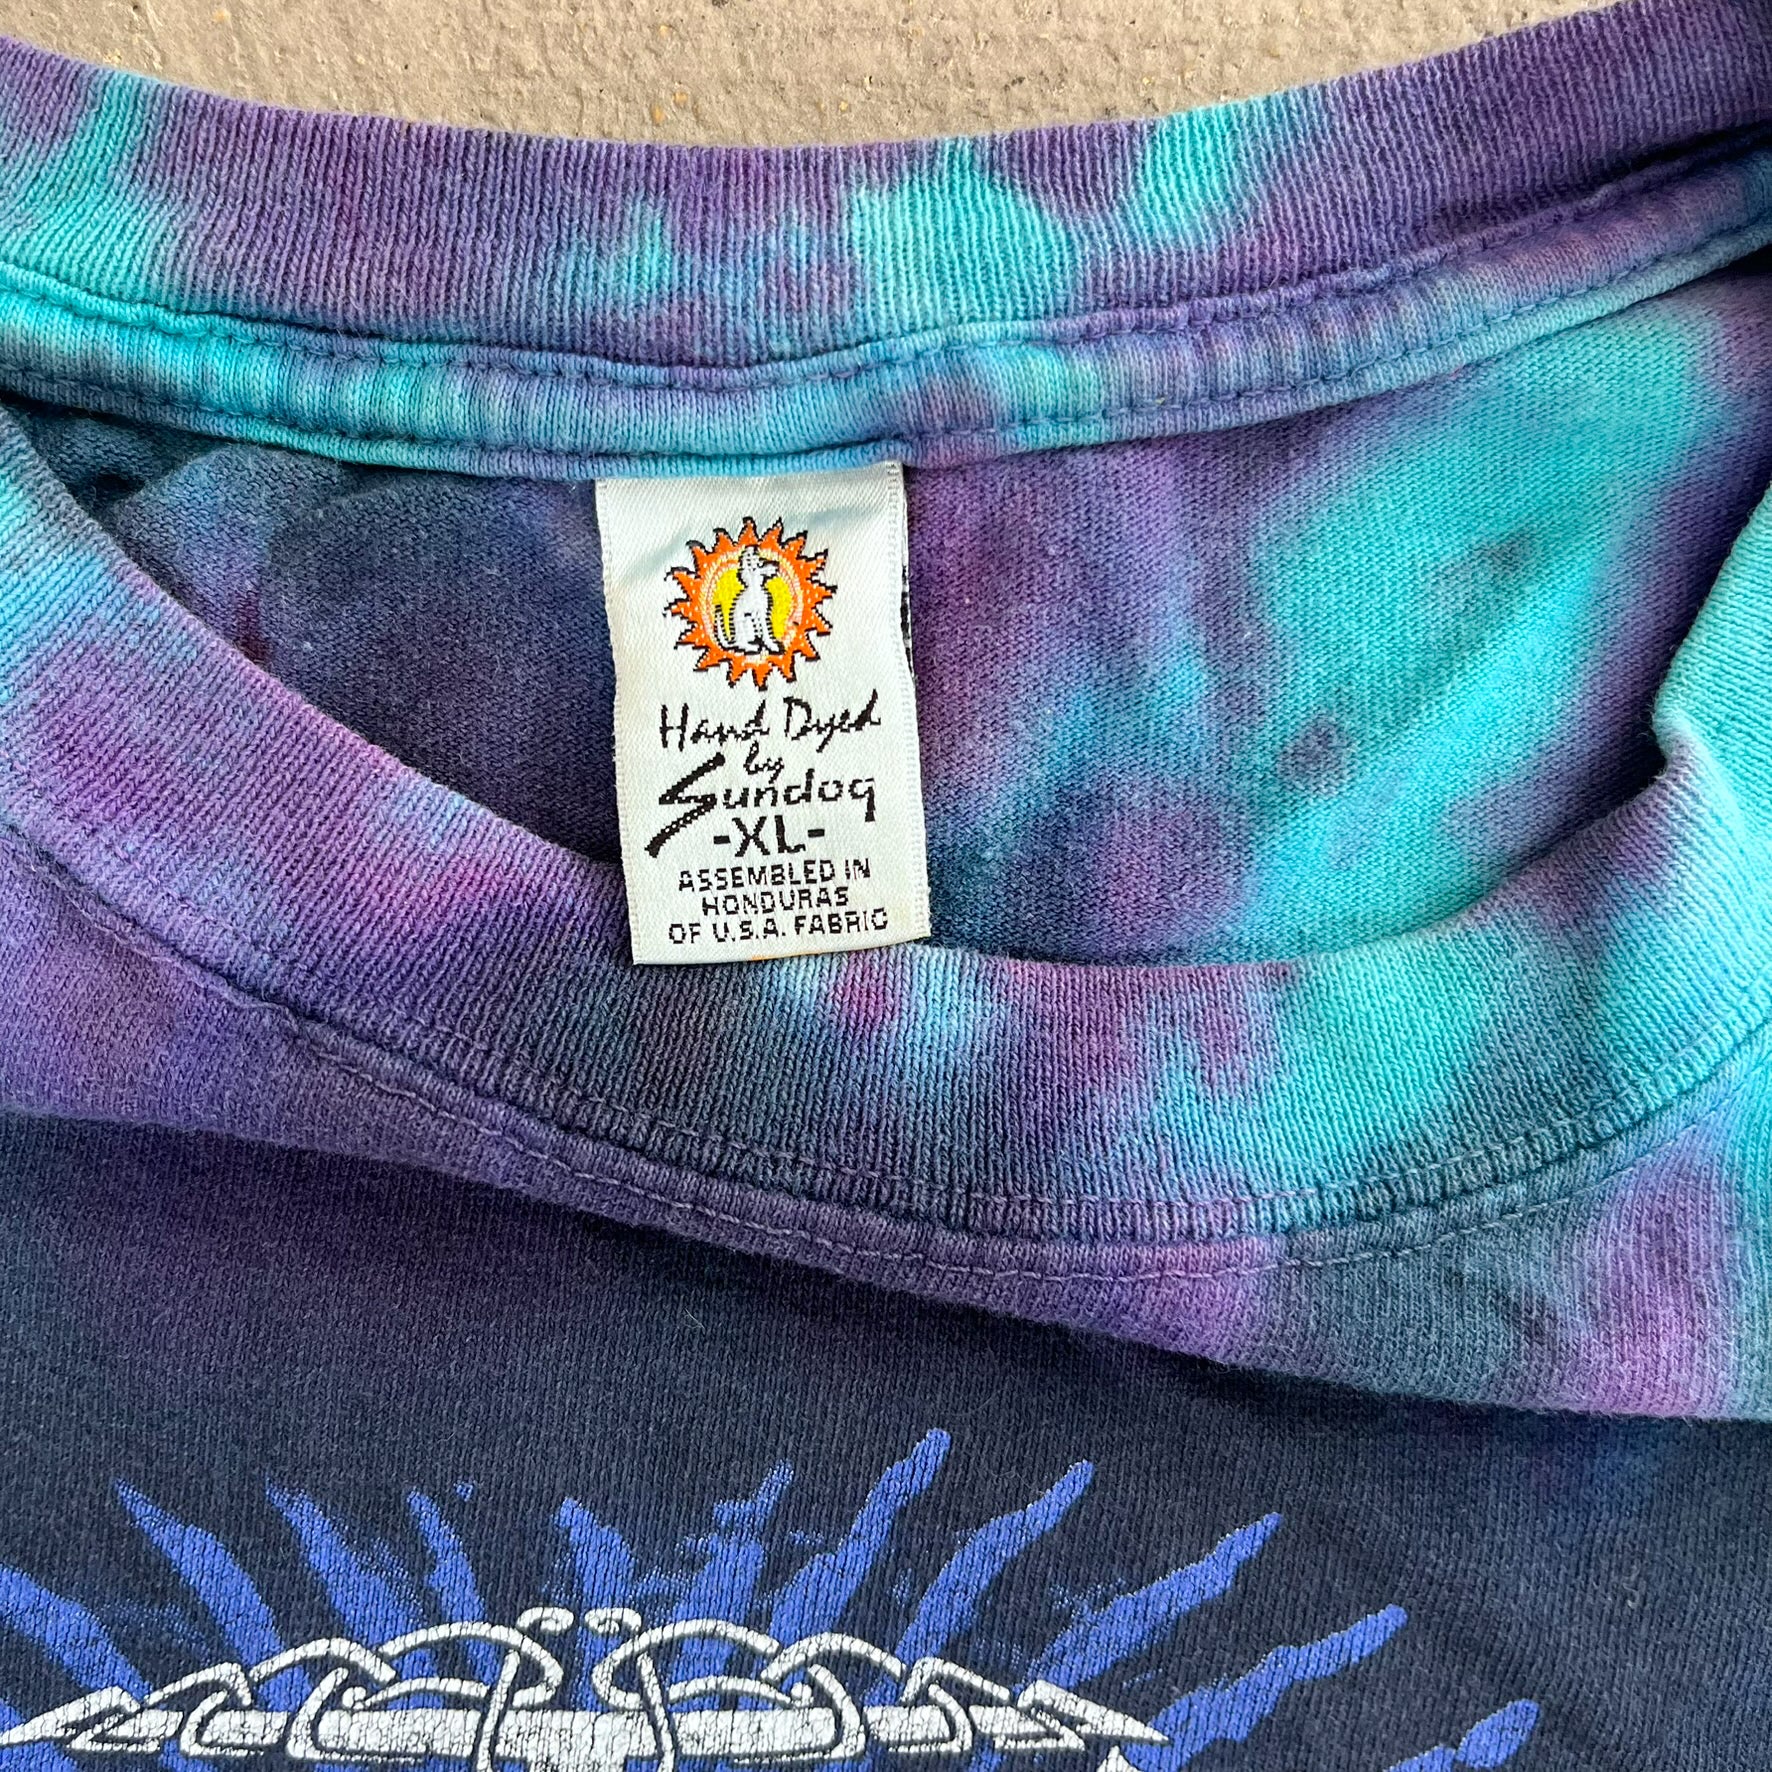 Hand Dyed
by
Sundog
-XL-
ASSEMBLED IN
HONDURAS
OF U.S.A. FABRIC